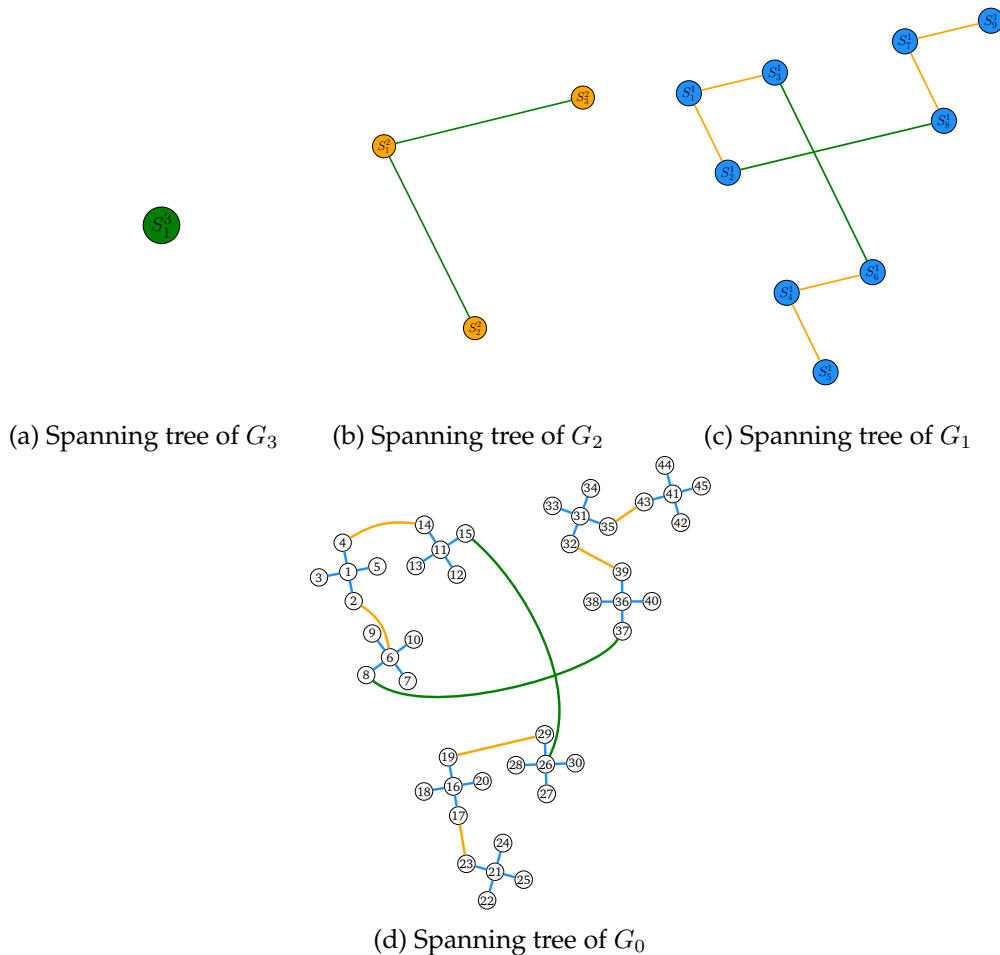 S_1^3
S_1^2
S_3^2
S_2^2
S_1^1
S_3^1
S_2^1
S_7^1
S_9^1
S_8^1
S_6^1
S_4^1
S_5^1
(a) Spanning tree of G_3
(b) Spanning tree of G_2
(c) Spanning tree of G_1
44
34
45
33
43
41
31
42
35
32
14
15
4
11
13
12
5
1
3
2
39
38
36
40
37
9
10
6
8
7
29
19
28
26
30
20
18
16
27
17
24
23
21
25
22
(d) Spanning tree of G_0